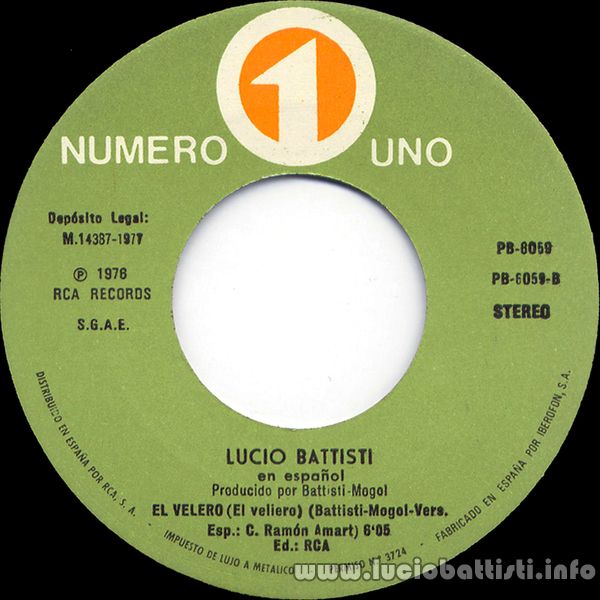 1
NUMERO UNO
Depósito Legal:
M.14387-1977
℗ 1976
RCA RECORDS
S.G.A.E.
PB-6059
PB-6059-B
STEREO
LUCIO BATTISTI
en español
Producido por Battisti-Mogol
EL VELERO (El veliero) (Battisti-Mogol-Vers.
Esp.: C. Ramón Amart) 6'05
Ed.: RCA
DISTRIBUIDO EN ESPAÑA POR RCA, S. A.
IMPUESTO DE LUJO A METALICO 3724
FABRICADO EN ESPAÑA POR IBEROFON, S.A.
www.luciobattisti.info